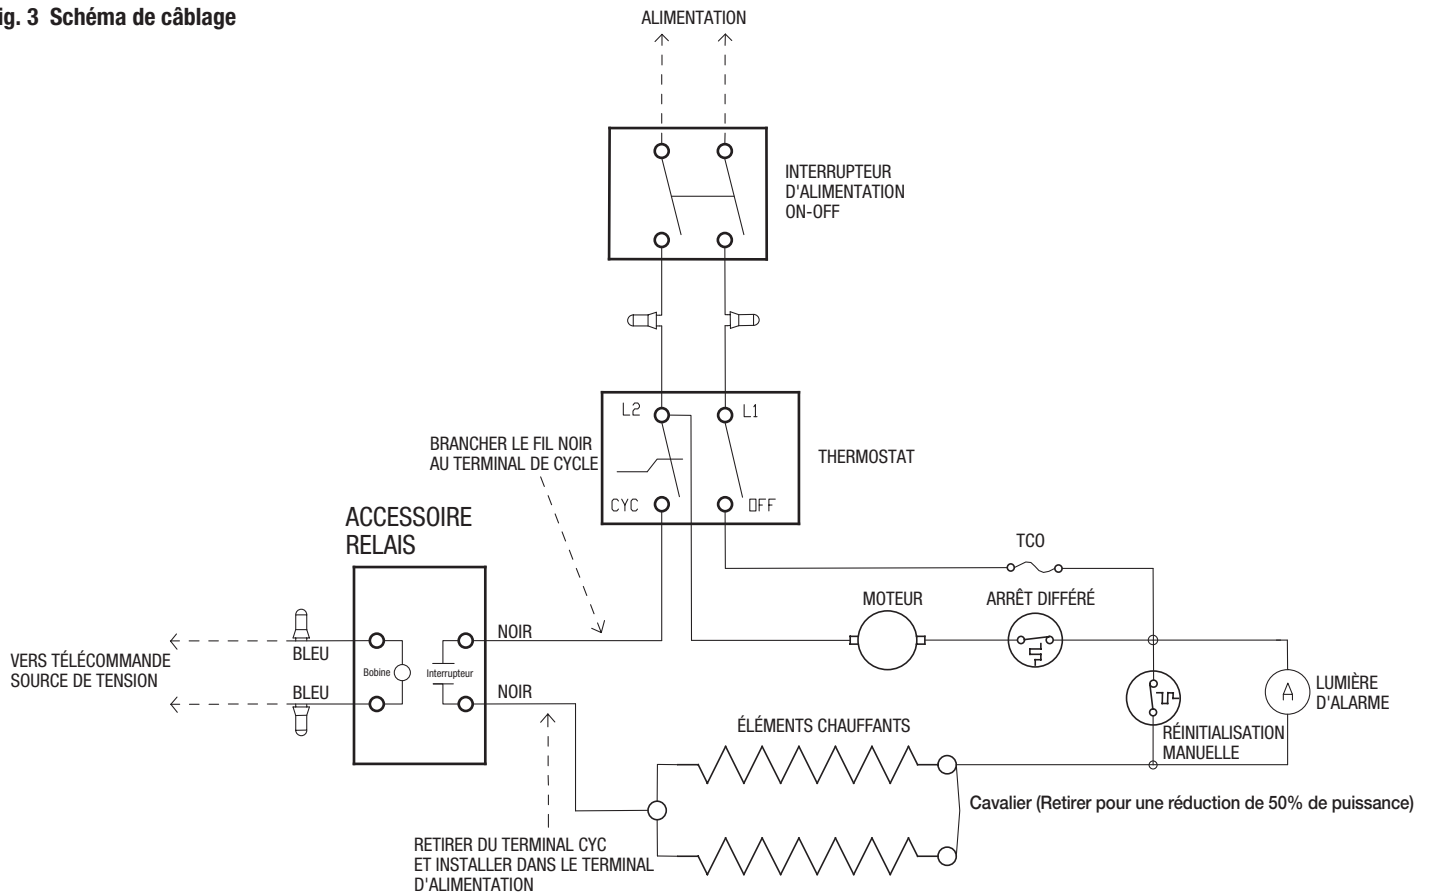 ig. 3 Schéma de câblage
ALIMENTATION
INTERRUPTEUR
D'ALIMENTATION
ON-OFF
L2
L1
BRANCHER LE FIL NOIR
AU TERMINAL DE CYCLE
THERMOSTAT
CYC
OFF
ACCESSOIRE
RELAIS
TCO
MOTEUR
ARRÊT DIFFÉRÉ
NOIR
BLEU
VERS TÉLÉCOMMANDE
SOURCE DE TENSION
Bobine
Interrupteur
BLEU
NOIR
A
LUMIÈRE
D'ALARME
ÉLÉMENTS CHAUFFANTS
RÉINITIALISATION
MANUELLE
Cavalier (Retirer pour une réduction de 50% de puissance)
RETIRER DU TERMINAL CYC
ET INSTALLER DANS LE TERMINAL
D'ALIMENTATION